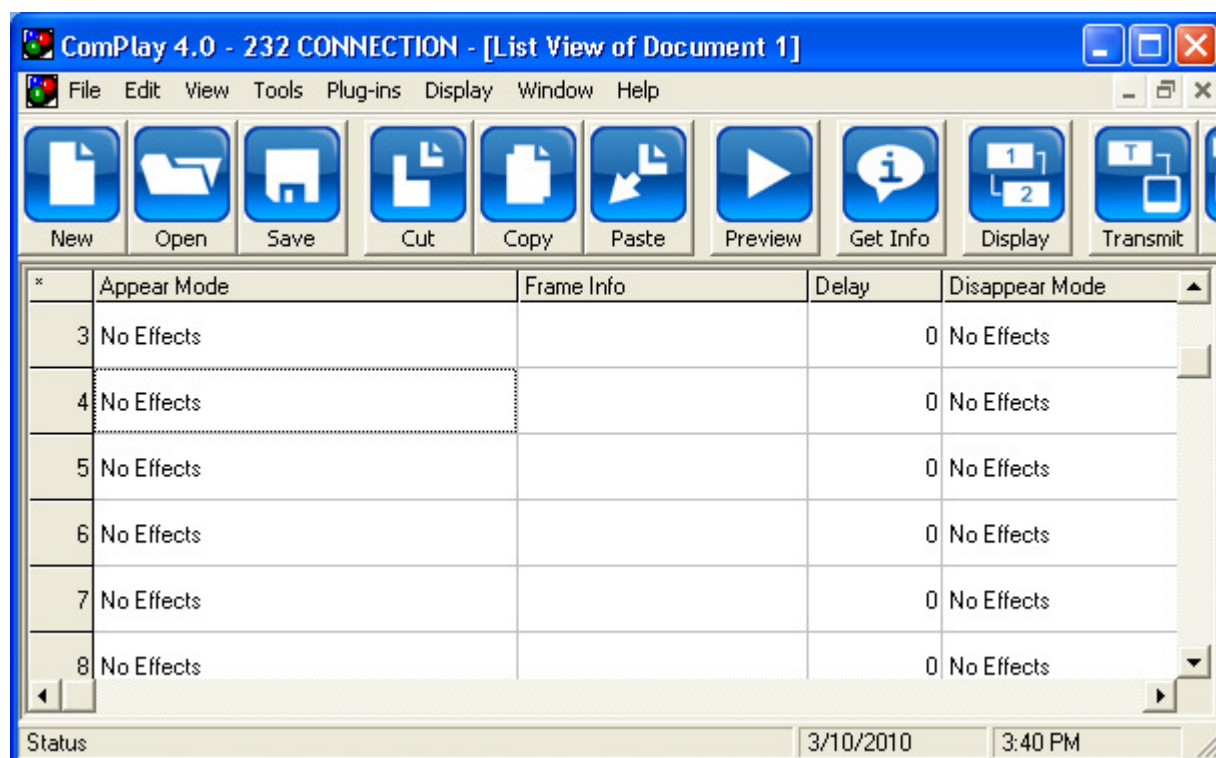 ComPlay 4.0 - 232 CONNECTION - [List View of Document 1]
File Edit View Tools Plug-ins Display Window Help
1 T
2
New Open Save Cut Copy Paste Preview Get Info Display Transmit
* Appear Mode Frame Info Delay Disappear Mode
3 No Effects 0 No Effects
4 No Effects 0 No Effects
5 No Effects 0 No Effects
6 No Effects 0 No Effects
7 No Effects 0 No Effects
8 No Effects 0 No Effects
Status 3/10/2010 3:40 PM